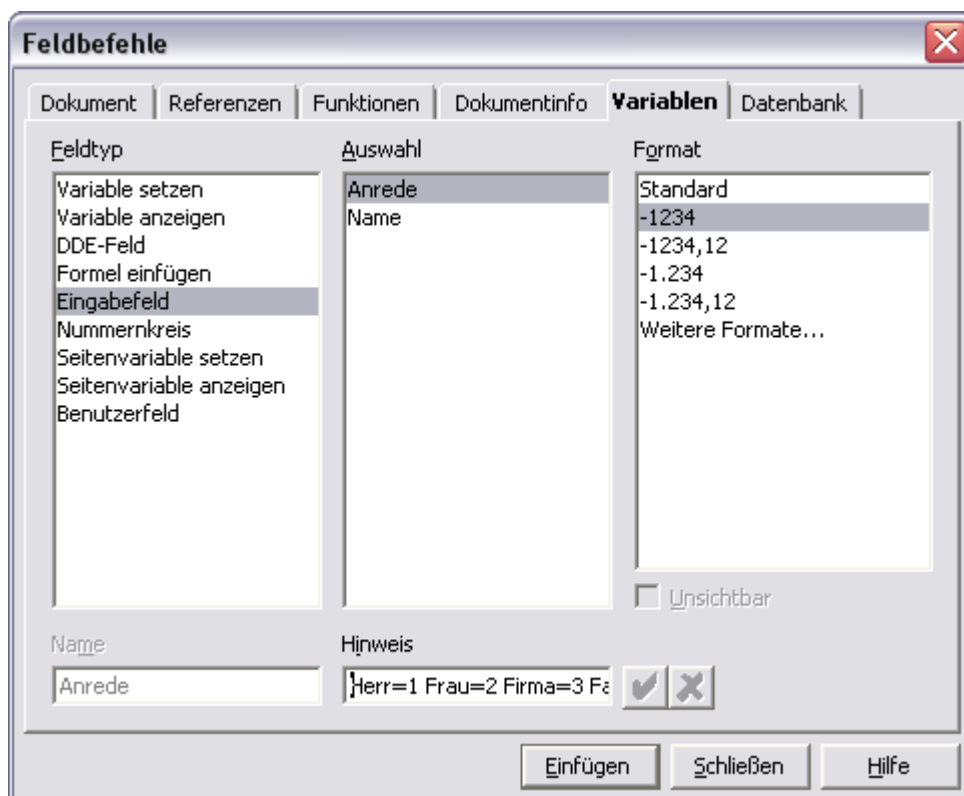 Feldbefehle
Dokument Referenzen Funktionen Dokumentinfo Variablen Datenbank
Feldtyp
Variable setzen
Variable anzeigen
DDE-Feld
Formel einfügen
Eingabefeld
Nummernkreis
Seitenvariable setzen
Seitenvariable anzeigen
Benutzerfeld
Auswahl
Anrede
Name
Format
Standard
-1234
-1234,12
-1.234
-1.234,12
Weitere Formate...
Unsichtbar
Name
Anrede
Hinweis
Herr=1 Frau=2 Firma=3 Fa
Einfügen Schließen Hilfe